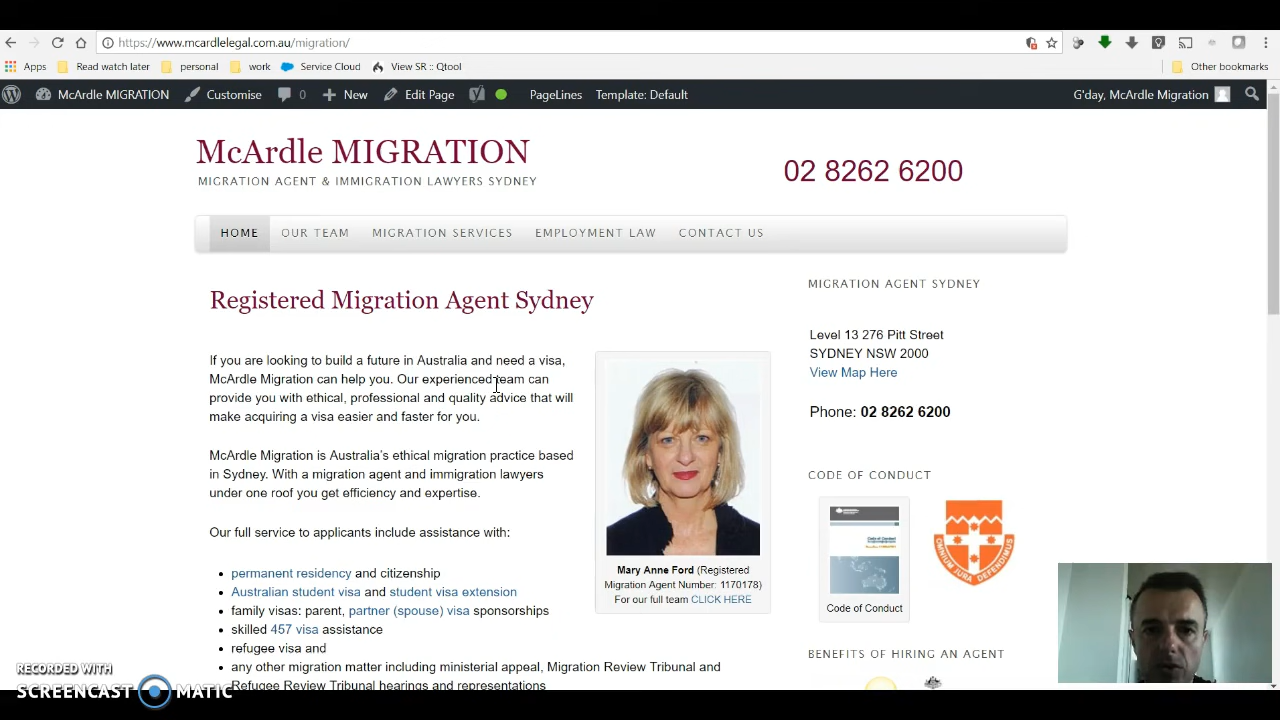 https://www.mcardlelegal.com.au/migration/
Apps Read watch later personal work Service Cloud View SR :: Qtool Other bookmarks
McArdle MIGRATION Customise 0 New Edit Page PageLines Template: Default G'day, McArdle Migration
McArdle MIGRATION
MIGRATION AGENT & IMMIGRATION LAWYERS SYDNEY
02 8262 6200
HOME OUR TEAM MIGRATION SERVICES EMPLOYMENT LAW CONTACT US
Registered Migration Agent Sydney
If you are looking to build a future in Australia and need a visa,
McArdle Migration can help you. Our experienced team can
provide you with ethical, professional and quality advice that will
make acquiring a visa easier and faster for you.
McArdle Migration is Australia's ethical migration practice based
in Sydney. With a migration agent and immigration lawyers
under one roof you get efficiency and expertise.
Our full service to applicants include assistance with:
permanent residency and citizenship
Australian student visa and student visa extension
family visas: parent, partner (spouse) visa sponsorships
skilled 457 visa assistance
refugee visa and
any other migration matter including ministerial appeal, Migration Review Tribunal and
Refugee Review Tribunal hearings and representations
Mary Anne Ford (Registered
Migration Agent Number: 1170178)
For our full team CLICK HERE
MIGRATION AGENT SYDNEY
Level 13 276 Pitt Street
SYDNEY NSW 2000
View Map Here
Phone: 02 8262 6200
CODE OF CONDUCT
Code of Conduct
OMNIUM JURA DEFENDIMUS
Code of Conduct
BENEFITS OF HIRING AN AGENT
RECORDED WITH
SCREENCAST MATIC